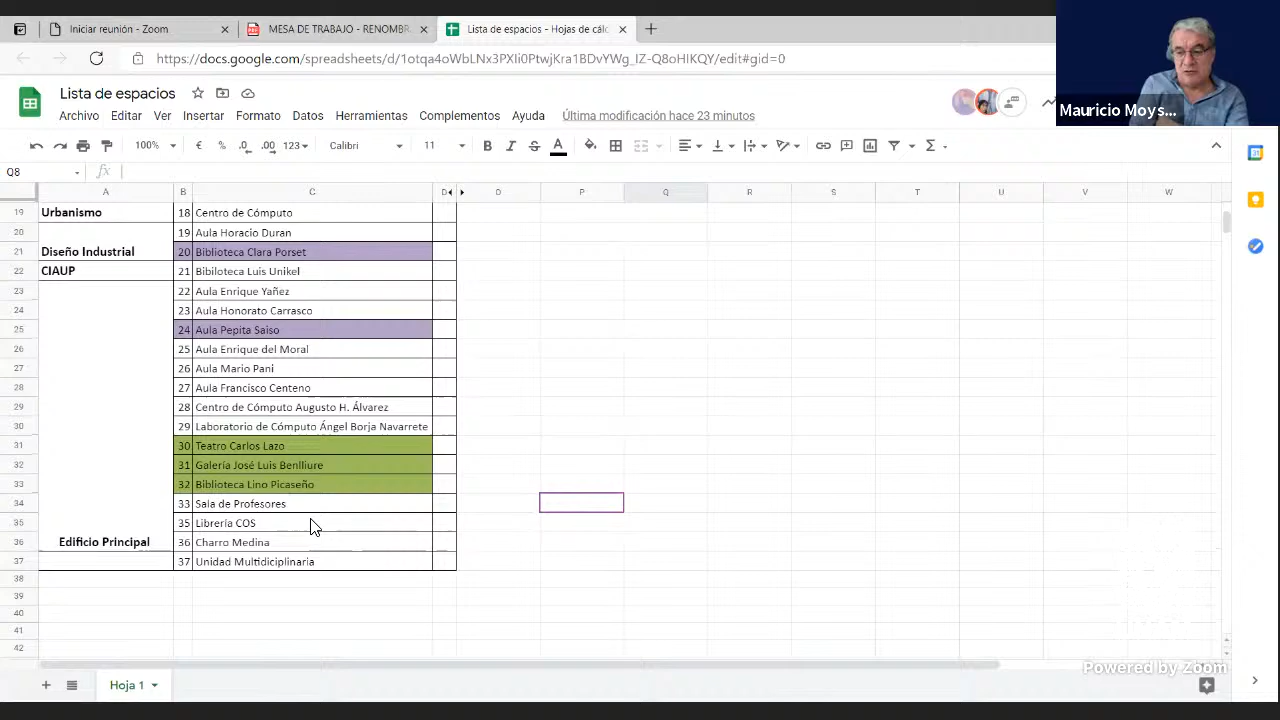 Iniciar reunión - Zoom
MESA DE TRABAJO - RENOMBR
Lista de espacios - Hojas de cálc
https://docs.google.com/spreadsheets/d/1otqa4oWbLNx3PXIi0PtwjKra1BDvYWg_IZ-Q8oHIKQY/edit#gid=0
Lista de espacios
Archivo Editar Ver Insertar Formato Datos Herramientas Extensiones Complementos Ayuda Última modificación hace 23 minutos
Mauricio Moys...
100% € % .0 .00 123 Calibri 11 B I S A
31
Q8 fx
A B C D O P Q R S T U V W
19 Urbanismo 18 Centro de Cómputo
20 19 Aula Horacio Duran
21 Diseño Industrial 20 Biblioteca Clara Porset
22 CIAUP 21 Bibiloteca Luis Unikel
23 22 Aula Enrique Yañez
24 23 Aula Honorato Carrasco
25 24 Aula Pepita Saiso
26 25 Aula Enrique del Moral
27 26 Aula Mario Pani
28 27 Aula Francisco Centeno
29 28 Centro de Cómputo Augusto H. Álvarez
30 29 Laboratorio de Cómputo Ángel Borja Navarrete
31 30 Teatro Carlos Lazo
32 31 Galería José Luis Benlliure
33 32 Biblioteca Lino Picaseño
34 33 Sala de Profesores
35 35 Librería COS
36 Edificio Principal 36 Charro Medina
37 37 Unidad Multidiciplinaria
38
39
40
41
42
Powered by Zoom
Hoja 1